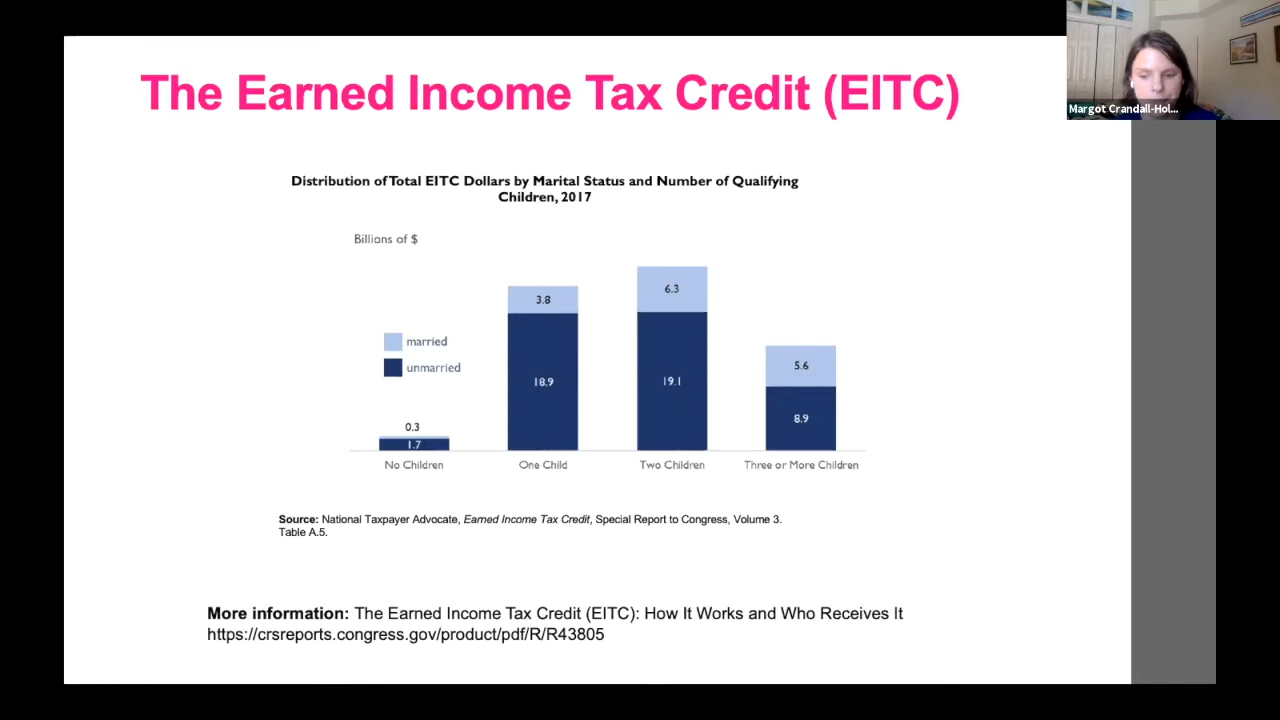 The Earned Income Tax Credit (EITC)
Margot Crandall-Hol...
Distribution of Total EITC Dollars by Marital Status and Number of Qualifying
Children, 2017
Billions of $
married
unmarried
0.3
1.7
3.8
18.9
6.3
19.1
5.6
8.9
No Children
One Child
Two Children
Three or More Children
Source: National Taxpayer Advocate, Earned Income Tax Credit, Special Report to Congress, Volume 3.
Table A.5.
More information: The Earned Income Tax Credit (EITC): How It Works and Who Receives It
https://crsreports.congress.gov/product/pdf/R/R43805